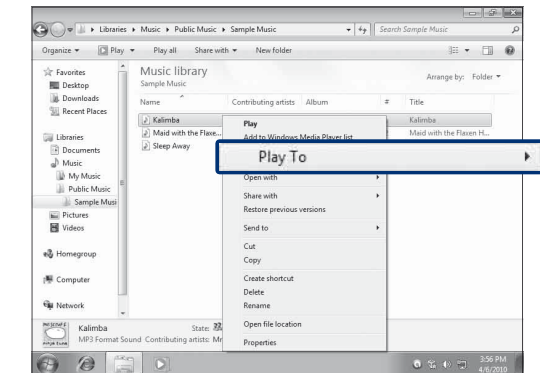 Libraries ▸ Music ▸ Public Music ▸ Sample Music
Search Sample Music
Organize Play Play all Share with New folder
Favorites
Desktop
Downloads
Recent Places
Libraries
Documents
Music
My Music
Public Music
Sample Musi
Pictures
Videos
Homegroup
Computer
Network
Music library
Sample Music
Arrange by: Folder
Name Contributing artists Album # Title
Kalimba Kalimba
Maid with the Flaxe... Maid with the Flaxen H...
Sleep Away
Play
Add to Windows Media Player list
Play To
Open with
Share with
Restore previous versions
Send to
Cut
Copy
Create shortcut
Delete
Rename
Open file location
Properties
Kalimba State:
MP3 Format Sound Contributing artists: Mr
3:56 PM
4/6/2010